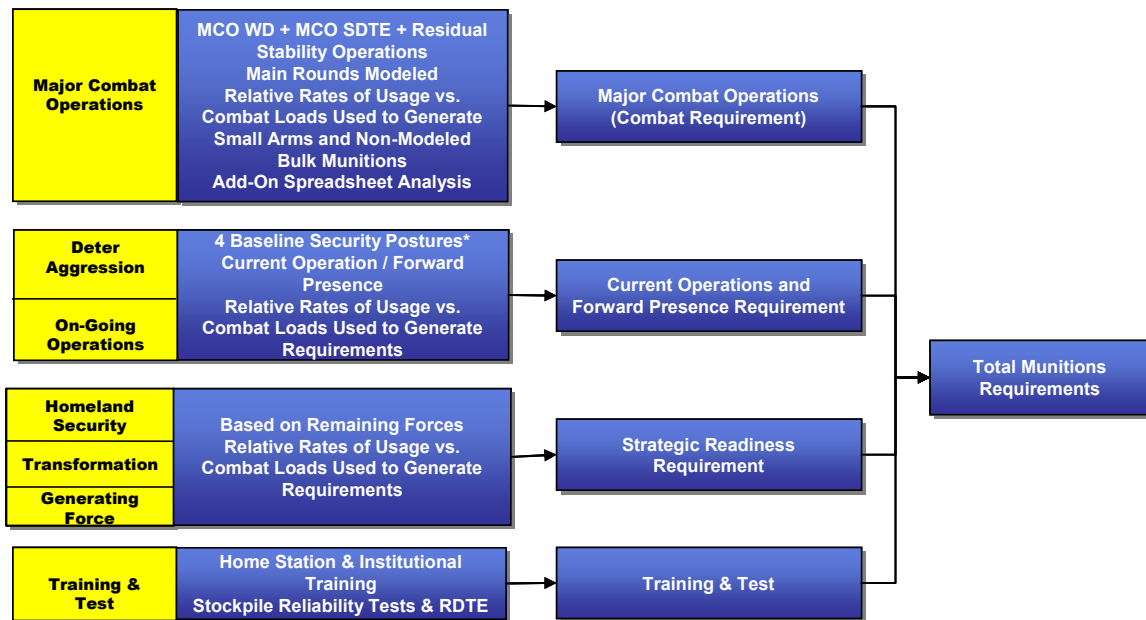 Major Combat
Operations
MCO WD + MCO SDTE + Residual
Stability Operations
Main Rounds Modeled
Relative Rates of Usage vs.
Combat Loads Used to Generate
Small Arms and Non-Modeled
Bulk Munitions
Add-On Spreadsheet Analysis
Major Combat Operations
(Combat Requirement)
Deter
Aggression
On-Going
Operations
4 Baseline Security Postures*
Current Operation / Forward
Presence
Relative Rates of Usage vs.
Combat Loads Used to Generate
Requirements
Current Operations and
Forward Presence Requirement
Total Munitions
Requirements
Homeland
Security
Transformation
Generating
Force
Based on Remaining Forces
Relative Rates of Usage vs.
Combat Loads Used to Generate
Requirements
Strategic Readiness
Requirement
Training &
Test
Home Station & Institutional
Training
Stockpile Reliability Tests & RDTE
Training & Test